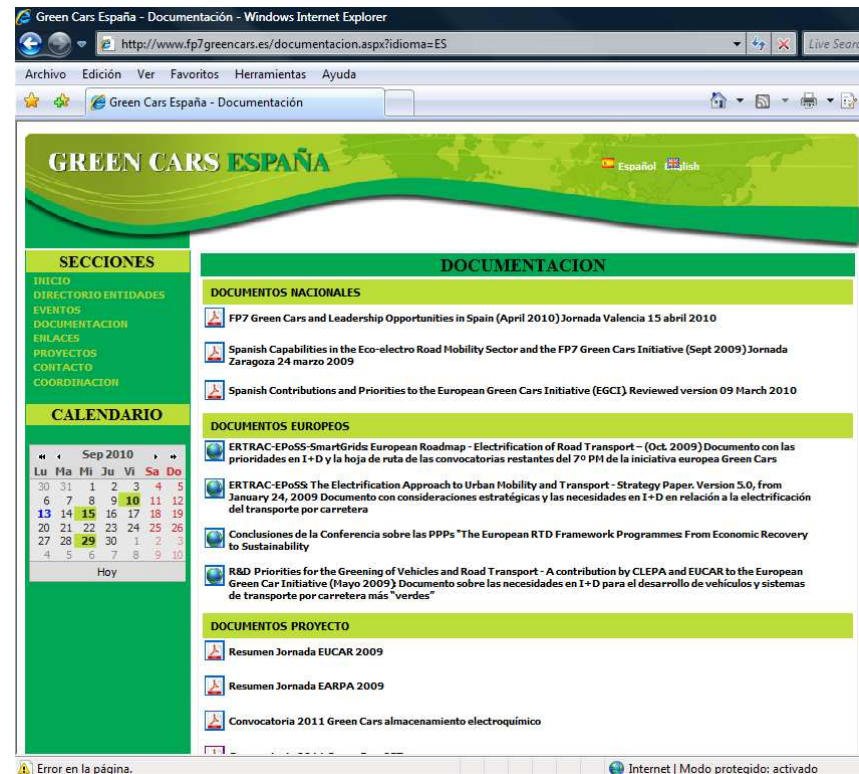 Green Cars España - Documentación - Windows Internet Explorer
http://www.fp7greencars.es/documentacion.aspx?idioma=ES
Live Searc
Archivo Edición Ver Favoritos Herramientas Ayuda
Green Cars España - Documentación
GREEN CARS ESPAÑA
Español English
SECCIONES
INICIO
DIRECTORIO ENTIDADES
EVENTOS
DOCUMENTACION
ENLACES
PROYECTOS
CONTACTO
COORDINACION
CALENDARIO
Sep 2010
Lu Ma Mi Ju Vi Sa Do
30 31 1 2 3 4 5
6 7 8 9 10 11 12
13 14 15 16 17 18 19
20 21 22 23 24 25 26
27 28 29 30 1 2 3
4 5 6 7 8 9 10
Hoy
DOCUMENTACION
DOCUMENTOS NACIONALES
FP7 Green Cars and Leadership Opportunities in Spain (April 2010) Jornada Valencia 15 abril 2010
Spanish Capabilities in the Eco-electro Road Mobility Sector and the FP7 Green Cars Initiative (Sept 2009) Jornada
Zaragoza 24 marzo 2009
Spanish Contributions and Priorities to the European Green Cars Initiative (EGCI). Reviewed version 09 March 2010
DOCUMENTOS EUROPEOS
ERTRAC-EPoSS-SmartGrids: European Roadmap - Electrification of Road Transport – (Oct. 2009) Documento con las
prioridades en I+D y la hoja de ruta de las convocatorias restantes del 7º PM de la iniciativa europea Green Cars
ERTRAC-EPoSS: The Electrification Approach to Urban Mobility and Transport - Strategy Paper. Version 5.0, from
January 24, 2009 Documento con consideraciones estratégicas y las necesidades en I+D en relación a la electrificación
del transporte por carretera
Conclusiones de la Conferencia sobre las PPPs "The European RTD Framework Programmes: From Economic Recovery
to Sustainability
R&D Priorities for the Greening of Vehicles and Road Transport - A contribution by CLEPA and EUCAR to the European
Green Car Initiative (Mayo 2009): Documento sobre las necesidades en I+D para el desarrollo de vehículos y sistemas
de transporte por carretera más "verdes"
DOCUMENTOS PROYECTO
Resumen Jornada EUCAR 2009
Resumen Jornada EARPA 2009
Convocatoria 2011 Green Cars almacenamiento electroquímico
Error en la página.
Internet | Modo protegido: activado